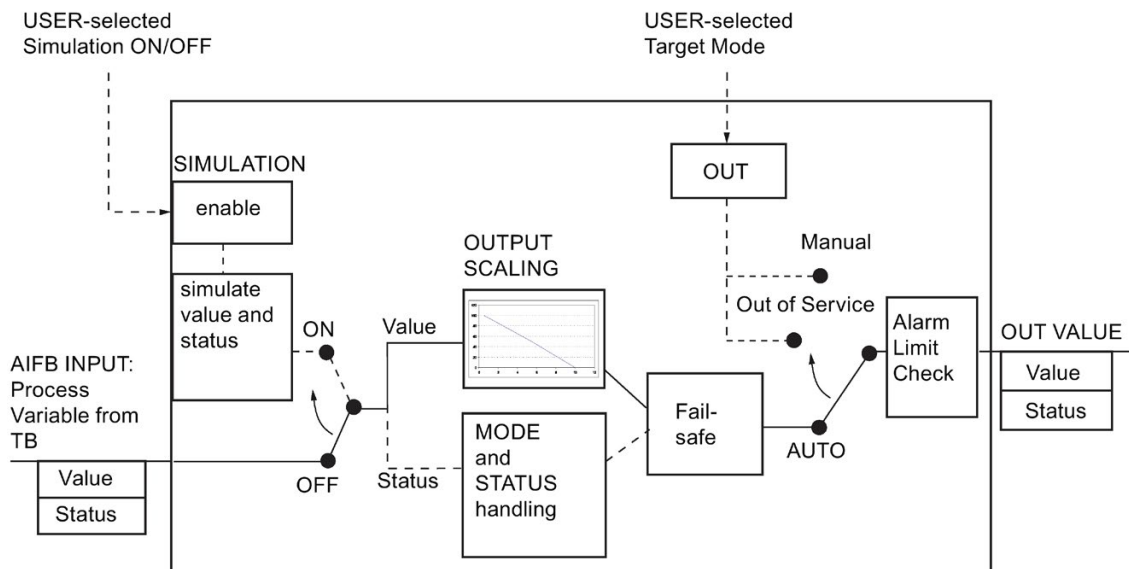 USER-selected
Simulation ON/OFF
USER-selected
Target Mode
SIMULATION
enable
OUT
simulate
value and
status
ON
Value
OUTPUT
SCALING
Manual
Out of Service
Alarm
Limit
Check
OUT VALUE
Value
Status
AIFB INPUT:
Process
Variable from
TB
Value
Status
OFF
Status
MODE
and
STATUS
handling
Fail-
safe
AUTO